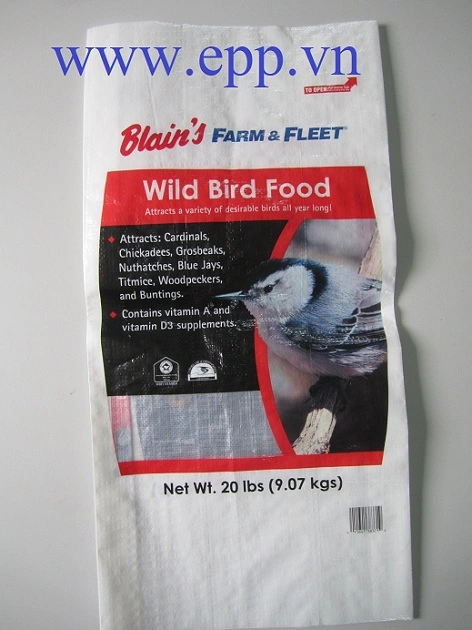 www.epp.vn
TO OPEN
Blain's FARM & FLEET
Wild Bird Food
Attracts a variety of desirable birds all year long!
Attracts: Cardinals,
Chickadees, Grosbeaks,
Nuthatches, Blue Jays,
Titmice, Woodpeckers,
and Buntings.
Contains vitamin A and
vitamin D3 supplements.
Net Wt. 20 lbs (9.07 kgs)